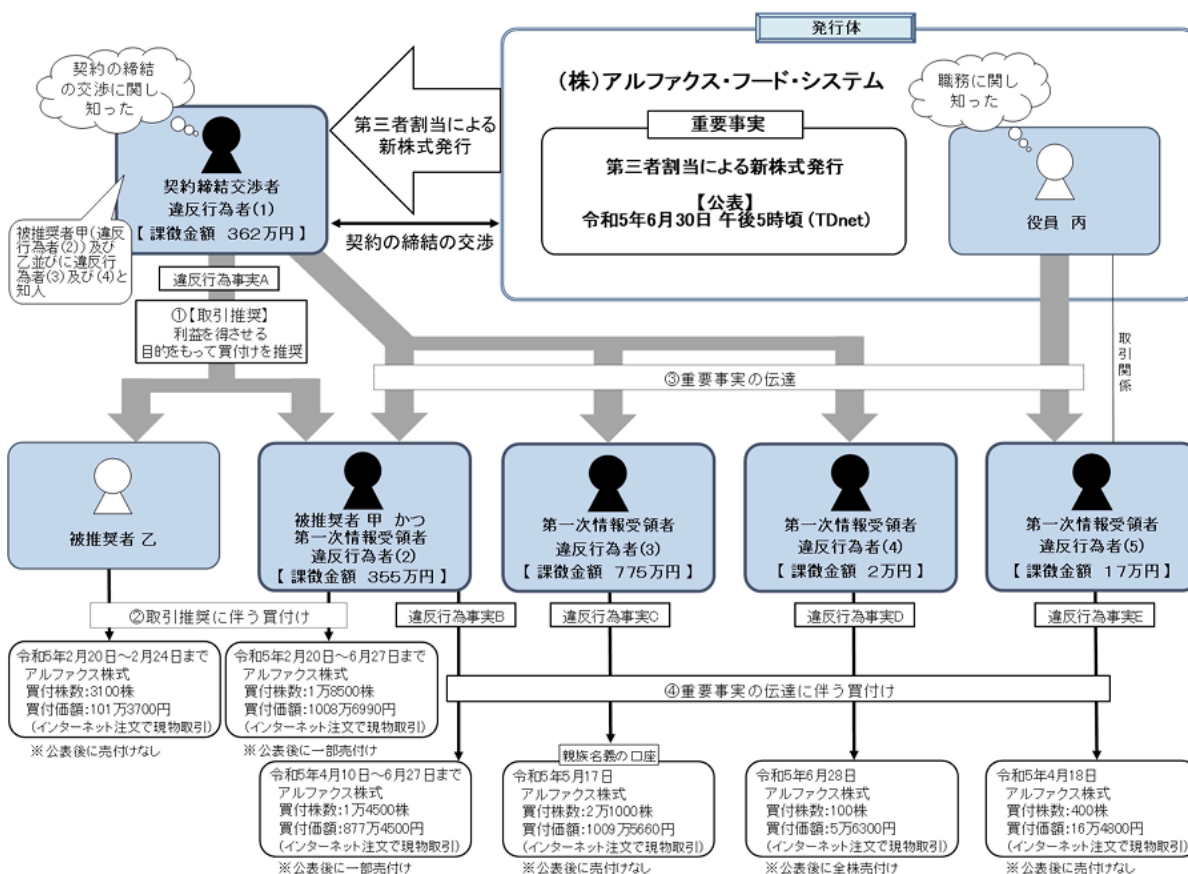 発行体
(株)アルファクス・フード・システム
重要事実
第三者割当による新株式発行
【公表】
令和5年6月30日 午後5時頃 (TDnet)
契約の締結
の交渉に関し
知った
第三者割当による
新株式発行
職務に関し
知った
契約締結交渉者
違反行為者(1)
【 課徴金額 362万円 】
契約の締結の交渉
役員 丙
被推奨者甲(違反
行為者(2))及び
乙並びに違反行
為者(3)及び(4)と
知人
違反行為事実A
①【取引推奨】
利益を得させる
目的をもって買付けを推奨
③重要事実の伝達
取引関係
被推奨者 乙
被推奨者 甲 かつ
第一次情報受領者
違反行為者(2)
【 課徴金額 355万円 】
第一次情報受領者
違反行為者(3)
【 課徴金額 775万円 】
第一次情報受領者
違反行為者(4)
【 課徴金額 2万円 】
第一次情報受領者
違反行為者(5)
【 課徴金額 17万円 】
②取引推奨に伴う買付け
違反行為事実B
違反行為事実C
違反行為事実D
違反行為事実E
令和5年2月20日～2月24日まで
アルファクス株式
買付株数:3100株
買付価額:101万3700円
(インターネット注文で現物取引)
※公表後に売付けなし
令和5年2月20日～6月27日まで
アルファクス株式
買付株数:1万8500株
買付価額:1008万6990円
(インターネット注文で現物取引)
※公表後に一部売付け
④重要事実の伝達に伴う買付け
令和5年4月10日～6月27日まで
アルファクス株式
買付株数:1万4500株
買付価額:877万4500円
(インターネット注文で現物取引)
※公表後に一部売付け
親族名義の口座
令和5年5月17日
アルファクス株式
買付株数:2万1000株
買付価額:1009万5660円
(インターネット注文で現物取引)
※公表後に売付けなし
令和5年6月28日
アルファクス株式
買付株数:100株
買付価額:5万6300円
(インターネット注文で現物取引)
※公表後に全株売付け
令和5年4月18日
アルファクス株式
買付株数:400株
買付価額:16万4800円
(インターネット注文で現物取引)
※公表後に売付けなし